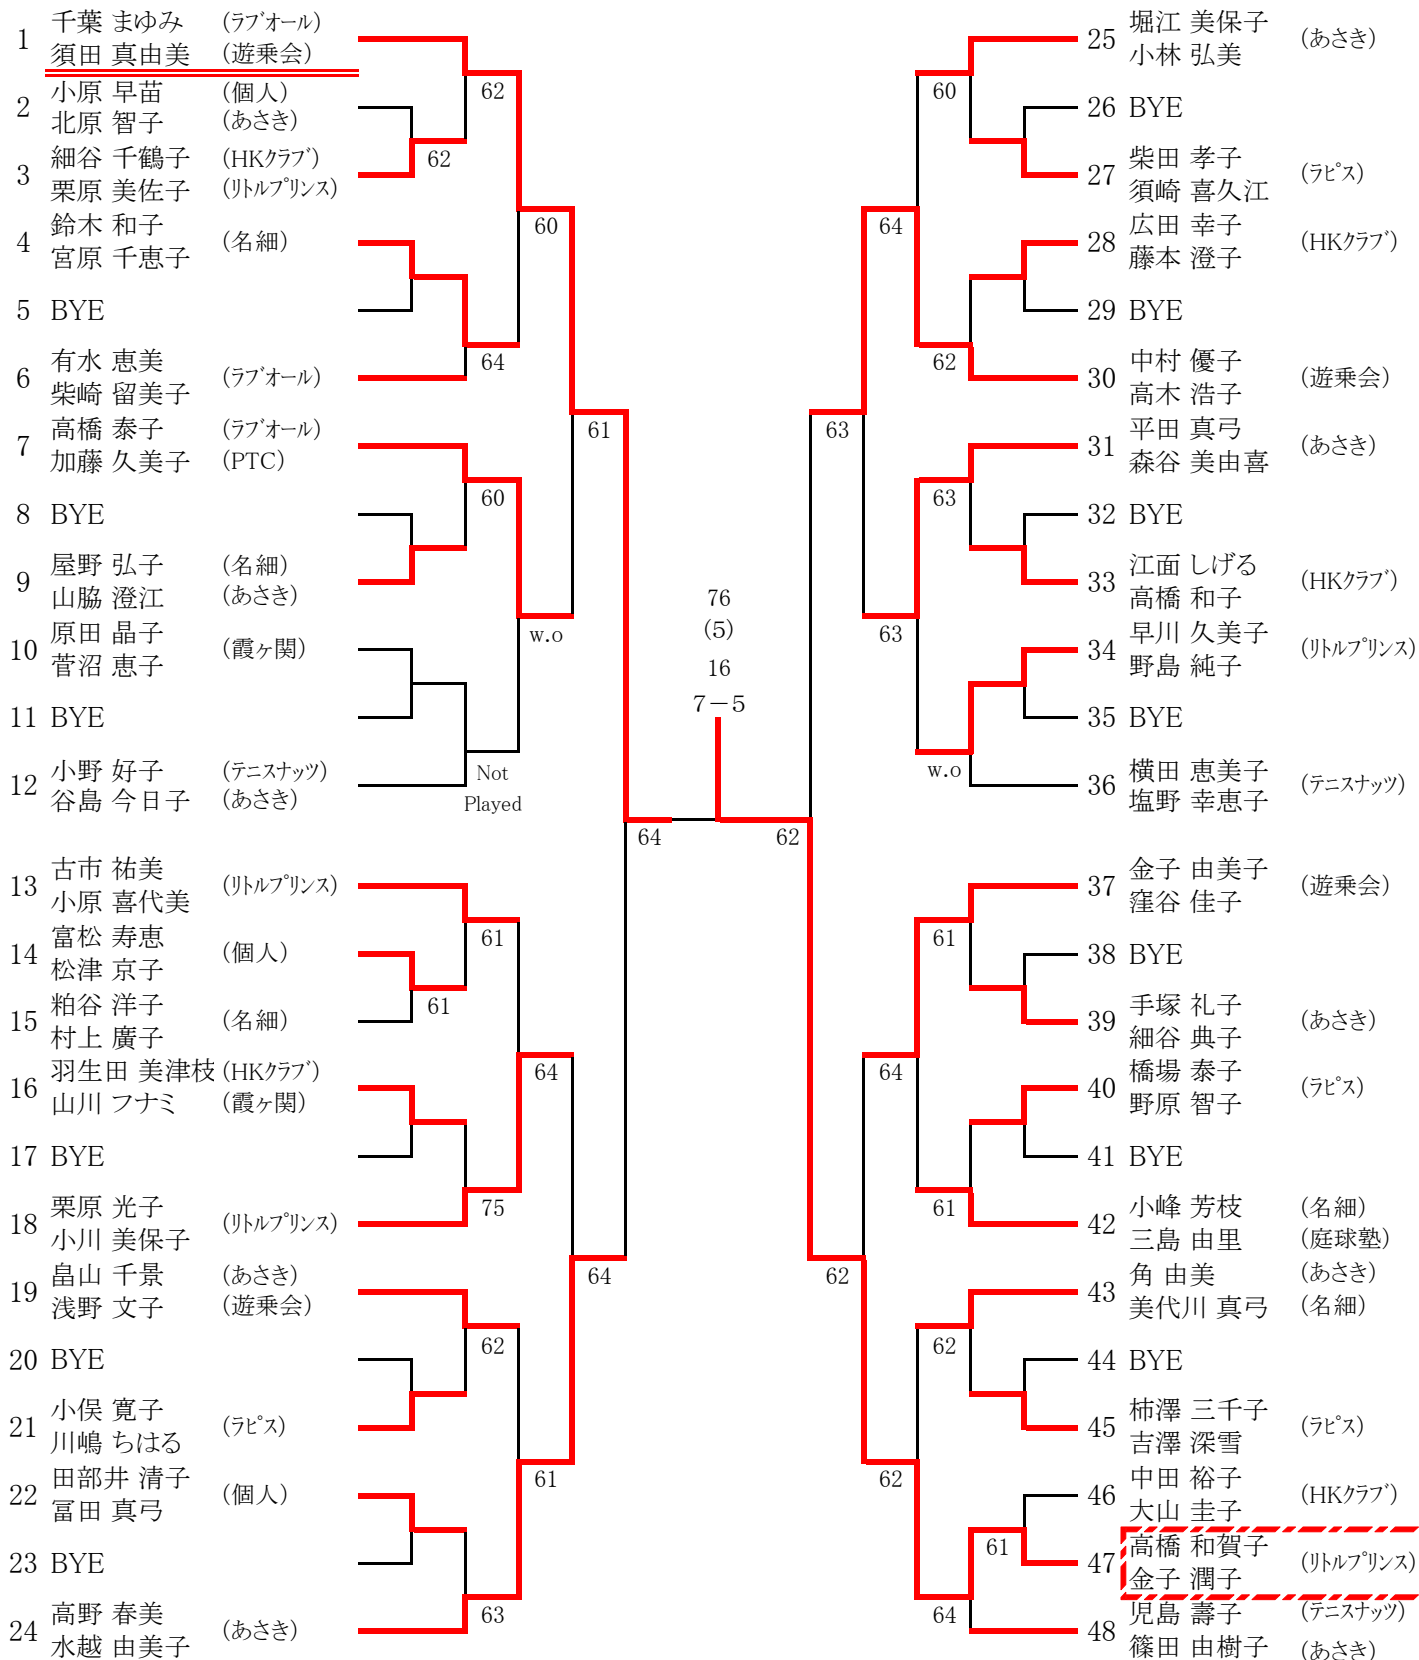 1 千葉 まゆみ (ラブオール)
須田 真由美 (遊乗会)
2 小原 早苗 (個人)
北原 智子 (あさき)
3 細谷 千鶴子 (HKクラブ)
栗原 美佐子 (リトルプリンス)
4 鈴木 和子 (名細)
宮原 千恵子
5 BYE
6 有水 恵美 (ラブオール)
柴崎 留美子
7 高橋 泰子 (ラブオール)
加藤 久美子 (PTC)
8 BYE
9 屋野 弘子 (名細)
山脇 澄江 (あさき)
10 原田 晶子 (霞ヶ関)
菅沼 恵子
11 BYE
12 小野 好子 (テニスナッツ)
谷島 今日子 (あさき)
13 古市 祐美 (リトルプリンス)
小原 喜代美
14 富松 寿恵 (個人)
松津 京子
15 粕谷 洋子 (名細)
村上 廣子
16 羽生田 美津枝 (HKクラブ)
山川 フナミ (霞ヶ関)
17 BYE
18 栗原 光子 (リトルプリンス)
小川 美保子
19 畠山 千景 (あさき)
浅野 文子 (遊乗会)
20 BYE
21 小俣 寛子 (ラピス)
川嶋 ちはる
22 田部井 清子 (個人)
冨田 真弓
23 BYE
24 高野 春美 (あさき)
水越 由美子
62
62
60
64
61
60
w.o
Not
Played
64
61
61
64
75
64
62
61
63
76
(5)
16
7－5
62
60
64
62
63
63
63
w.o
61
64
61
62
62
62
61
64
25 堀江 美保子 (あさき)
小林 弘美
26 BYE
27 柴田 孝子 (ラピス)
須崎 喜久江
28 広田 幸子 (HKクラブ)
藤本 澄子
29 BYE
30 中村 優子 (遊乗会)
高木 浩子
31 平田 真弓 (あさき)
森谷 美由喜
32 BYE
33 江面 しげる (HKクラブ)
高橋 和子
34 早川 久美子 (リトルプリンス)
野島 純子
35 BYE
36 横田 恵美子 (テニスナッツ)
塩野 幸恵子
37 金子 由美子 (遊乗会)
窪谷 佳子
38 BYE
39 手塚 礼子 (あさき)
細谷 典子
40 橋場 泰子 (ラピス)
野原 智子
41 BYE
42 小峰 芳枝 (名細)
三島 由里 (庭球塾)
43 角 由美 (あさき)
美代川 真弓 (名細)
44 BYE
45 柿澤 三千子 (ラピス)
吉澤 深雪
46 中田 裕子 (HKクラブ)
大山 圭子
47 高橋 和賀子 (リトルプリンス)
金子 潤子
48 児島 壽子 (テニスナッツ)
篠田 由樹子 (あさき)